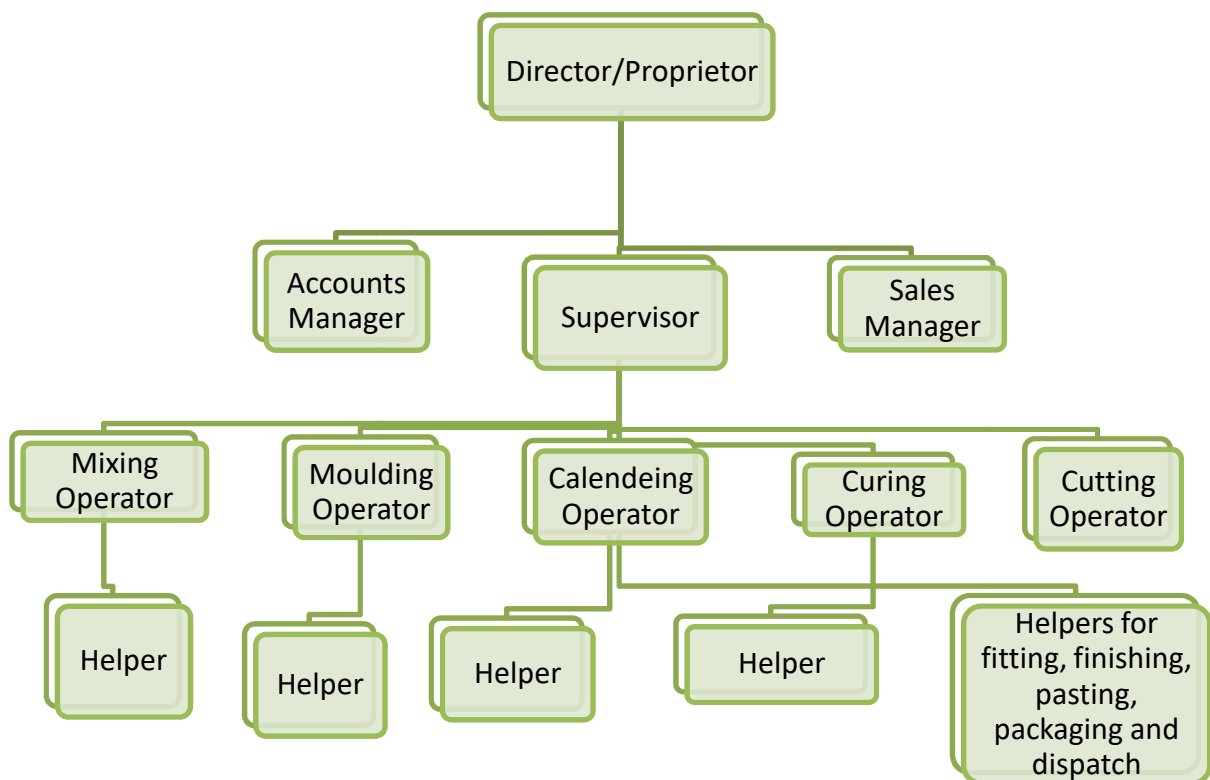 Director/Proprietor
Accounts
Manager
Supervisor
Sales
Manager
Mixing
Operator
Moulding
Operator
Calendeing
Operator
Curing
Operator
Cutting
Operator
Helper
Helper
Helper
Helper
Helpers for
fitting, finishing,
pasting,
packaging and
dispatch